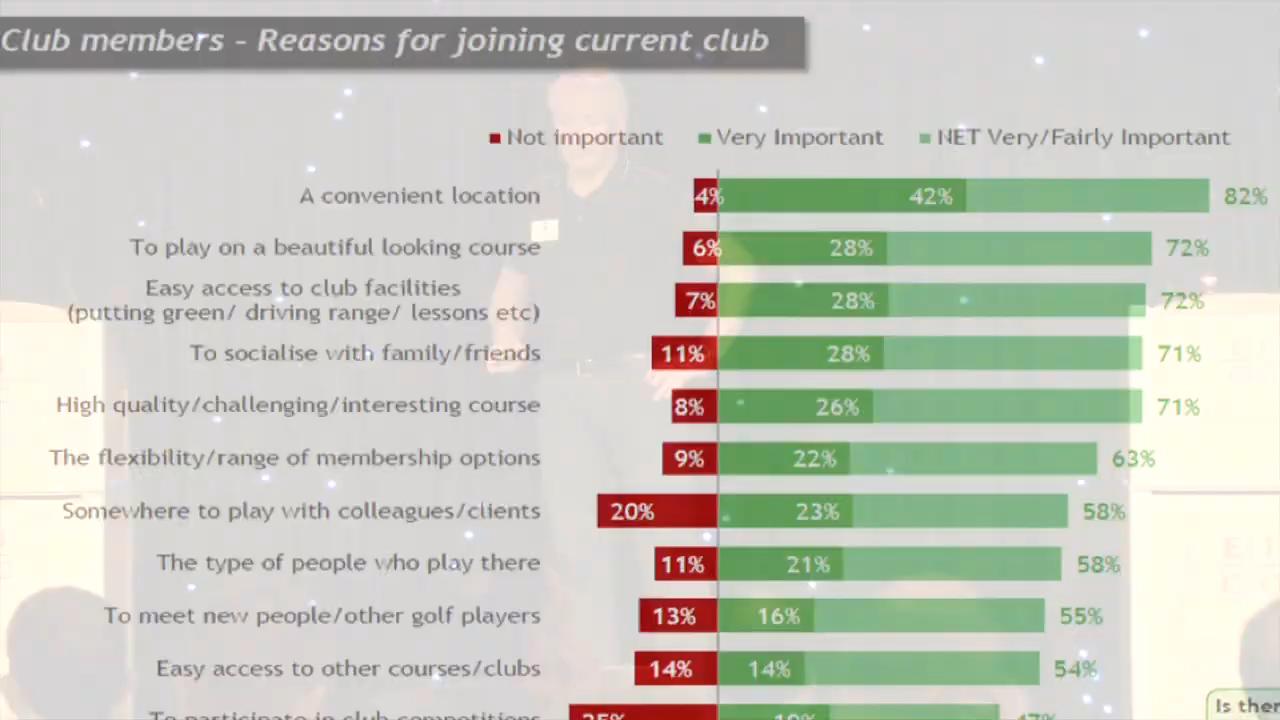 Club members – Reasons for joining current club
Not important Very Important NET Very/Fairly Important
A convenient location 4% 42% 82%
To play on a beautiful looking course 6% 28% 72%
Easy access to club facilities
(putting green/ driving range/ lessons etc) 7% 28% 72%
To socialise with family/friends 11% 28% 71%
High quality/challenging/interesting course 8% 26% 71%
The flexibility/range of membership options 9% 22% 63%
Somewhere to play with colleagues/clients 20% 23% 58%
The type of people who play there 11% 21% 58%
To meet new people/other golf players 13% 16% 55%
Easy access to other courses/clubs 14% 14% 54%
To participate in club competitions 25% 47%
Is ther